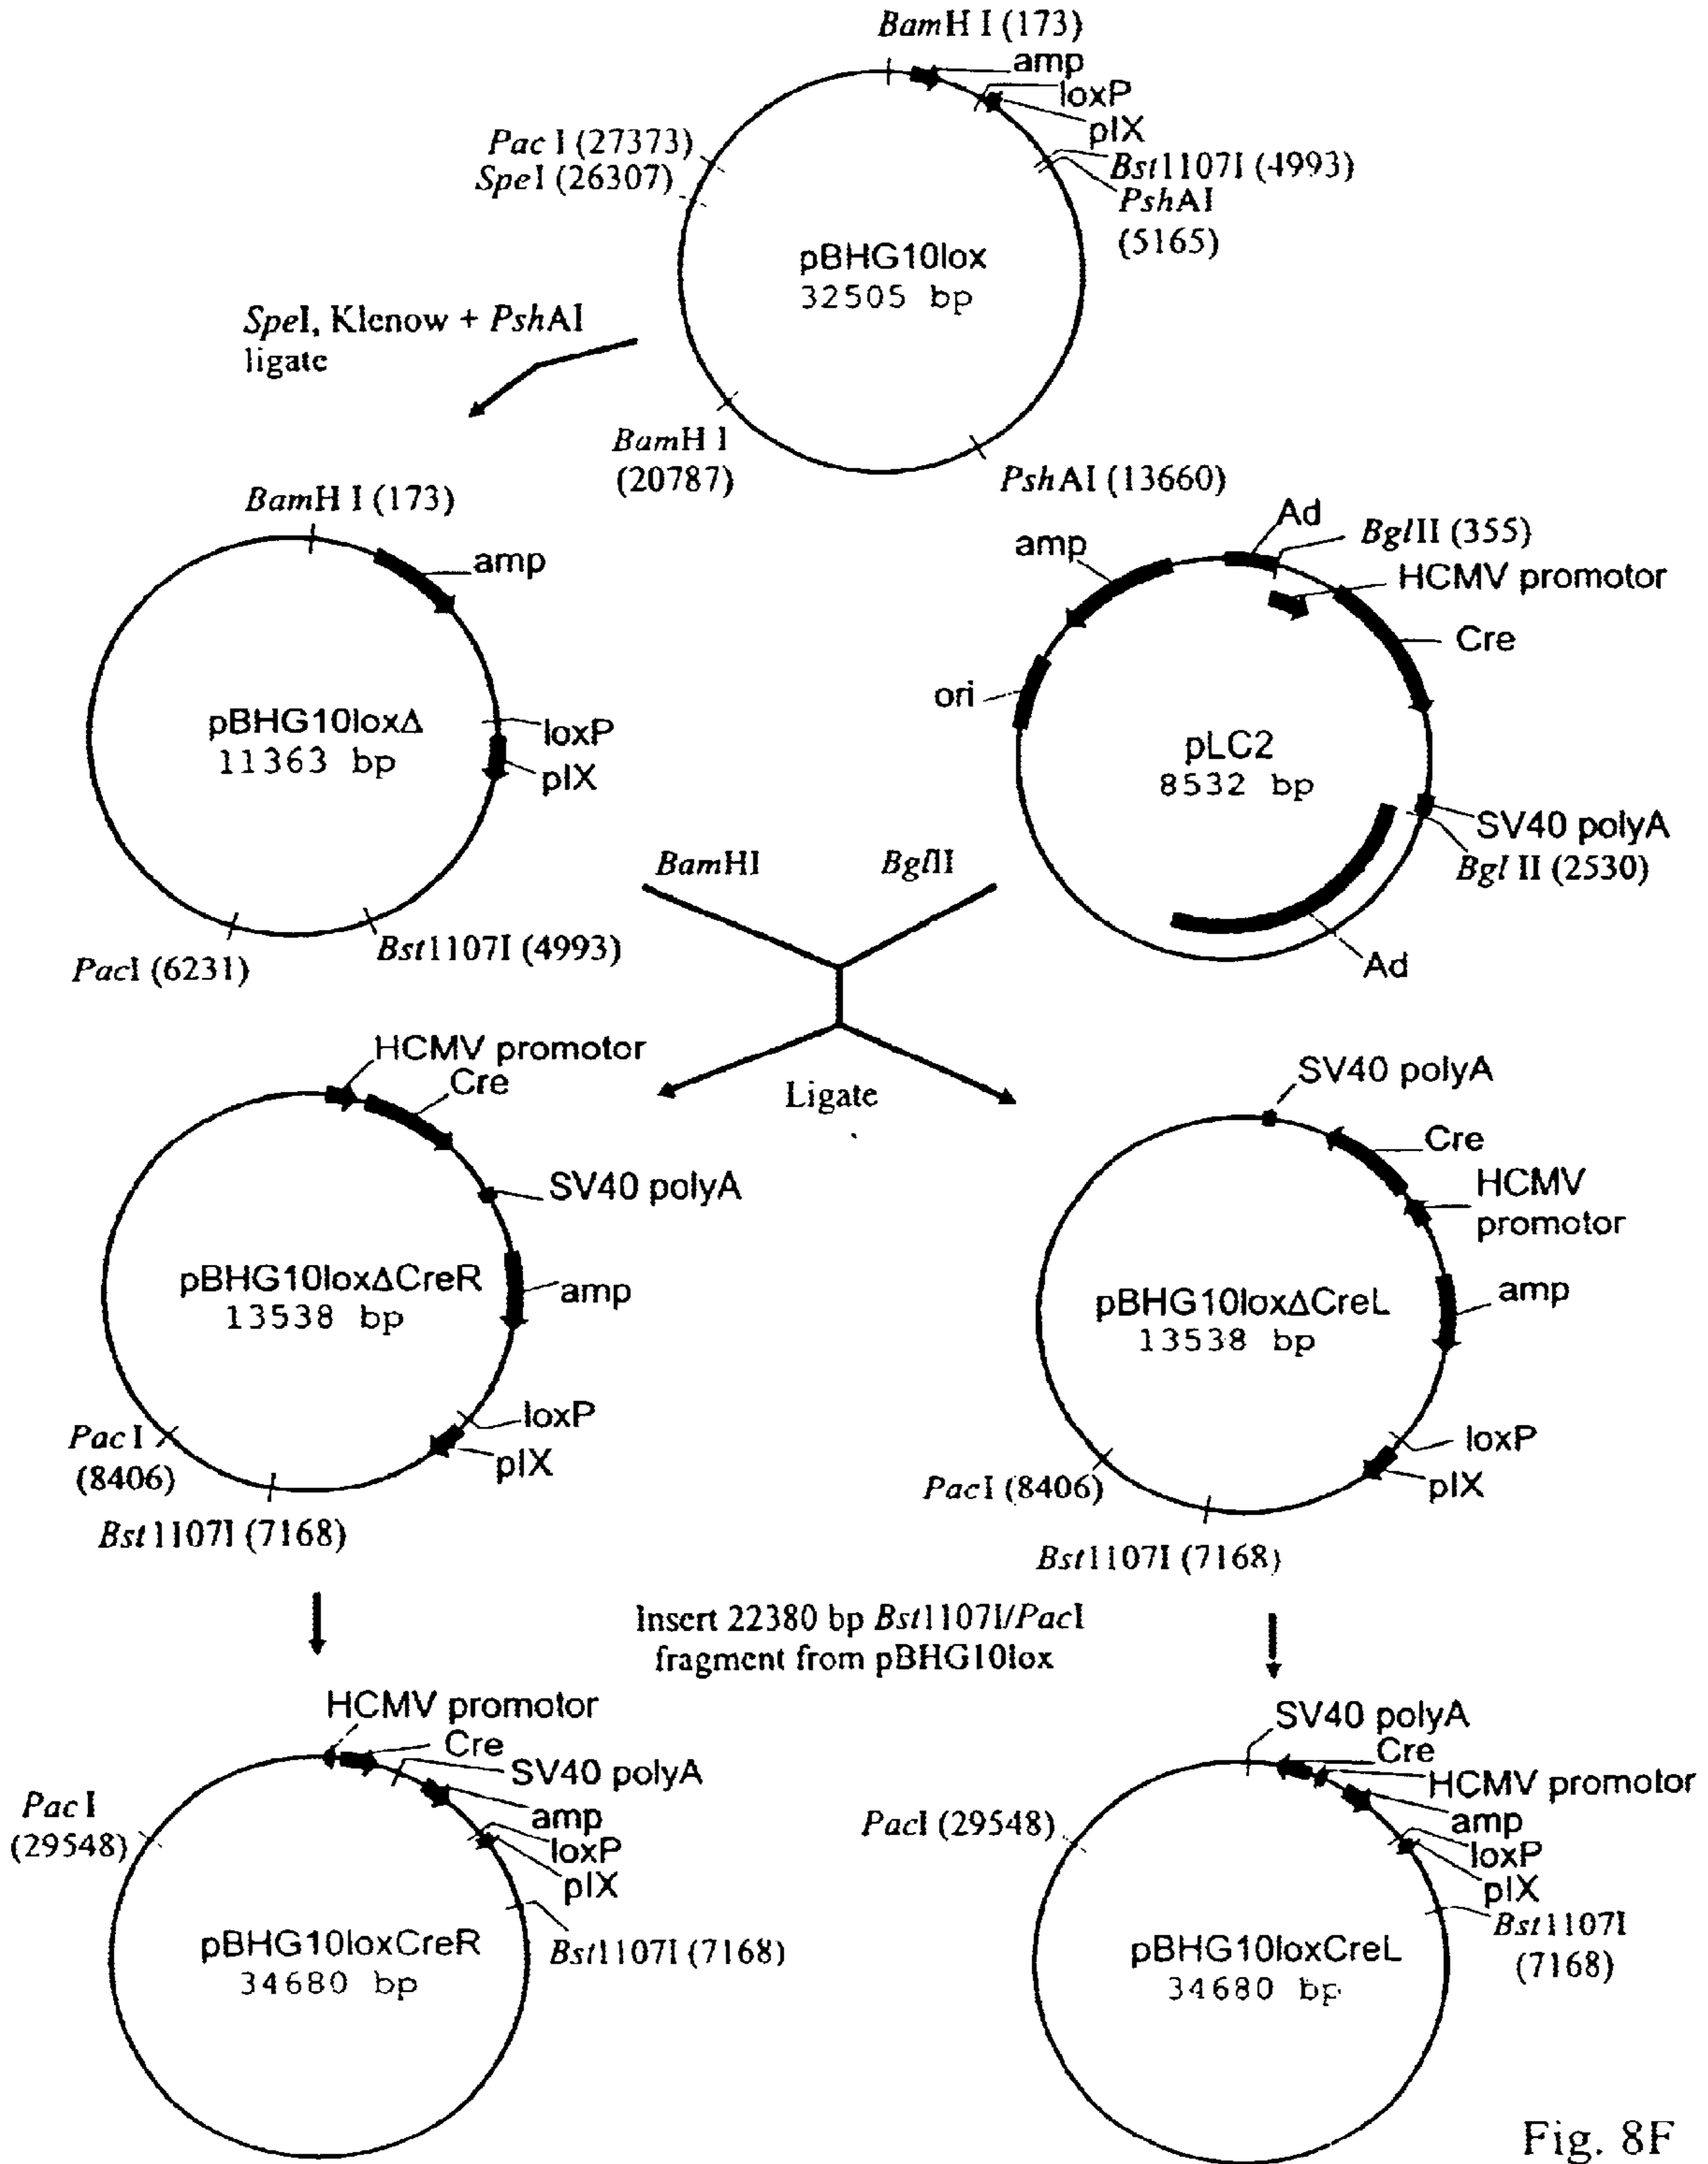 BamH I (173)
amp
loxP
pIX
Bst1107I (4993)
PshAI
(5165)
Pac I (27373)
SpeI (26307)
pBHG10lox
32505 bp
SpeI, Klenow + PshAI
ligate
BamH I
(20787)
PshAI (13660)
BamH I (173)
amp
pBHG10loxΔ
11363 bp
loxP
pIX
PacI (6231)
Bst1107I (4993)
Ad
BglII (355)
amp
HCMV promotor
Cre
ori
pLC2
8532 bp
SV40 polyA
Bgl II (2530)
Ad
BamHI
BglII
Ligate
HCMV promotor
Cre
SV40 polyA
pBHG10loxΔCreR
13538 bp
amp
loxP
pIX
Pac I
(8406)
Bst1107I (7168)
SV40 polyA
Cre
HCMV
promotor
pBHG10loxΔCreL
13538 bp
amp
loxP
pIX
PacI (8406)
Bst1107I (7168)
Insert 22380 bp Bst1107I/PacI
fragment from pBHG10lox
HCMV promotor
Cre
SV40 polyA
amp
loxP
pIX
Pac I
(29548)
pBHG10loxCreR
34680 bp
Bst1107I (7168)
SV40 polyA
Cre
HCMV promotor
amp
loxP
pIX
PacI (29548)
Bst1107I
(7168)
pBHG10loxCreL
34680 bp
Fig. 8F